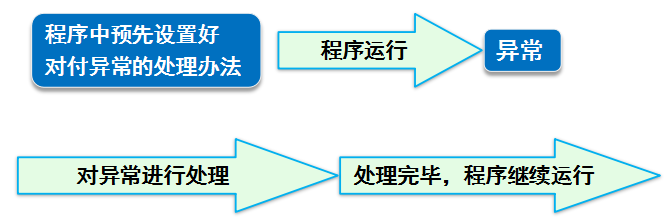 程序中预先设置好
对付异常的处理办法
程序运行
异常
对异常进行处理
处理完毕，程序继续运行